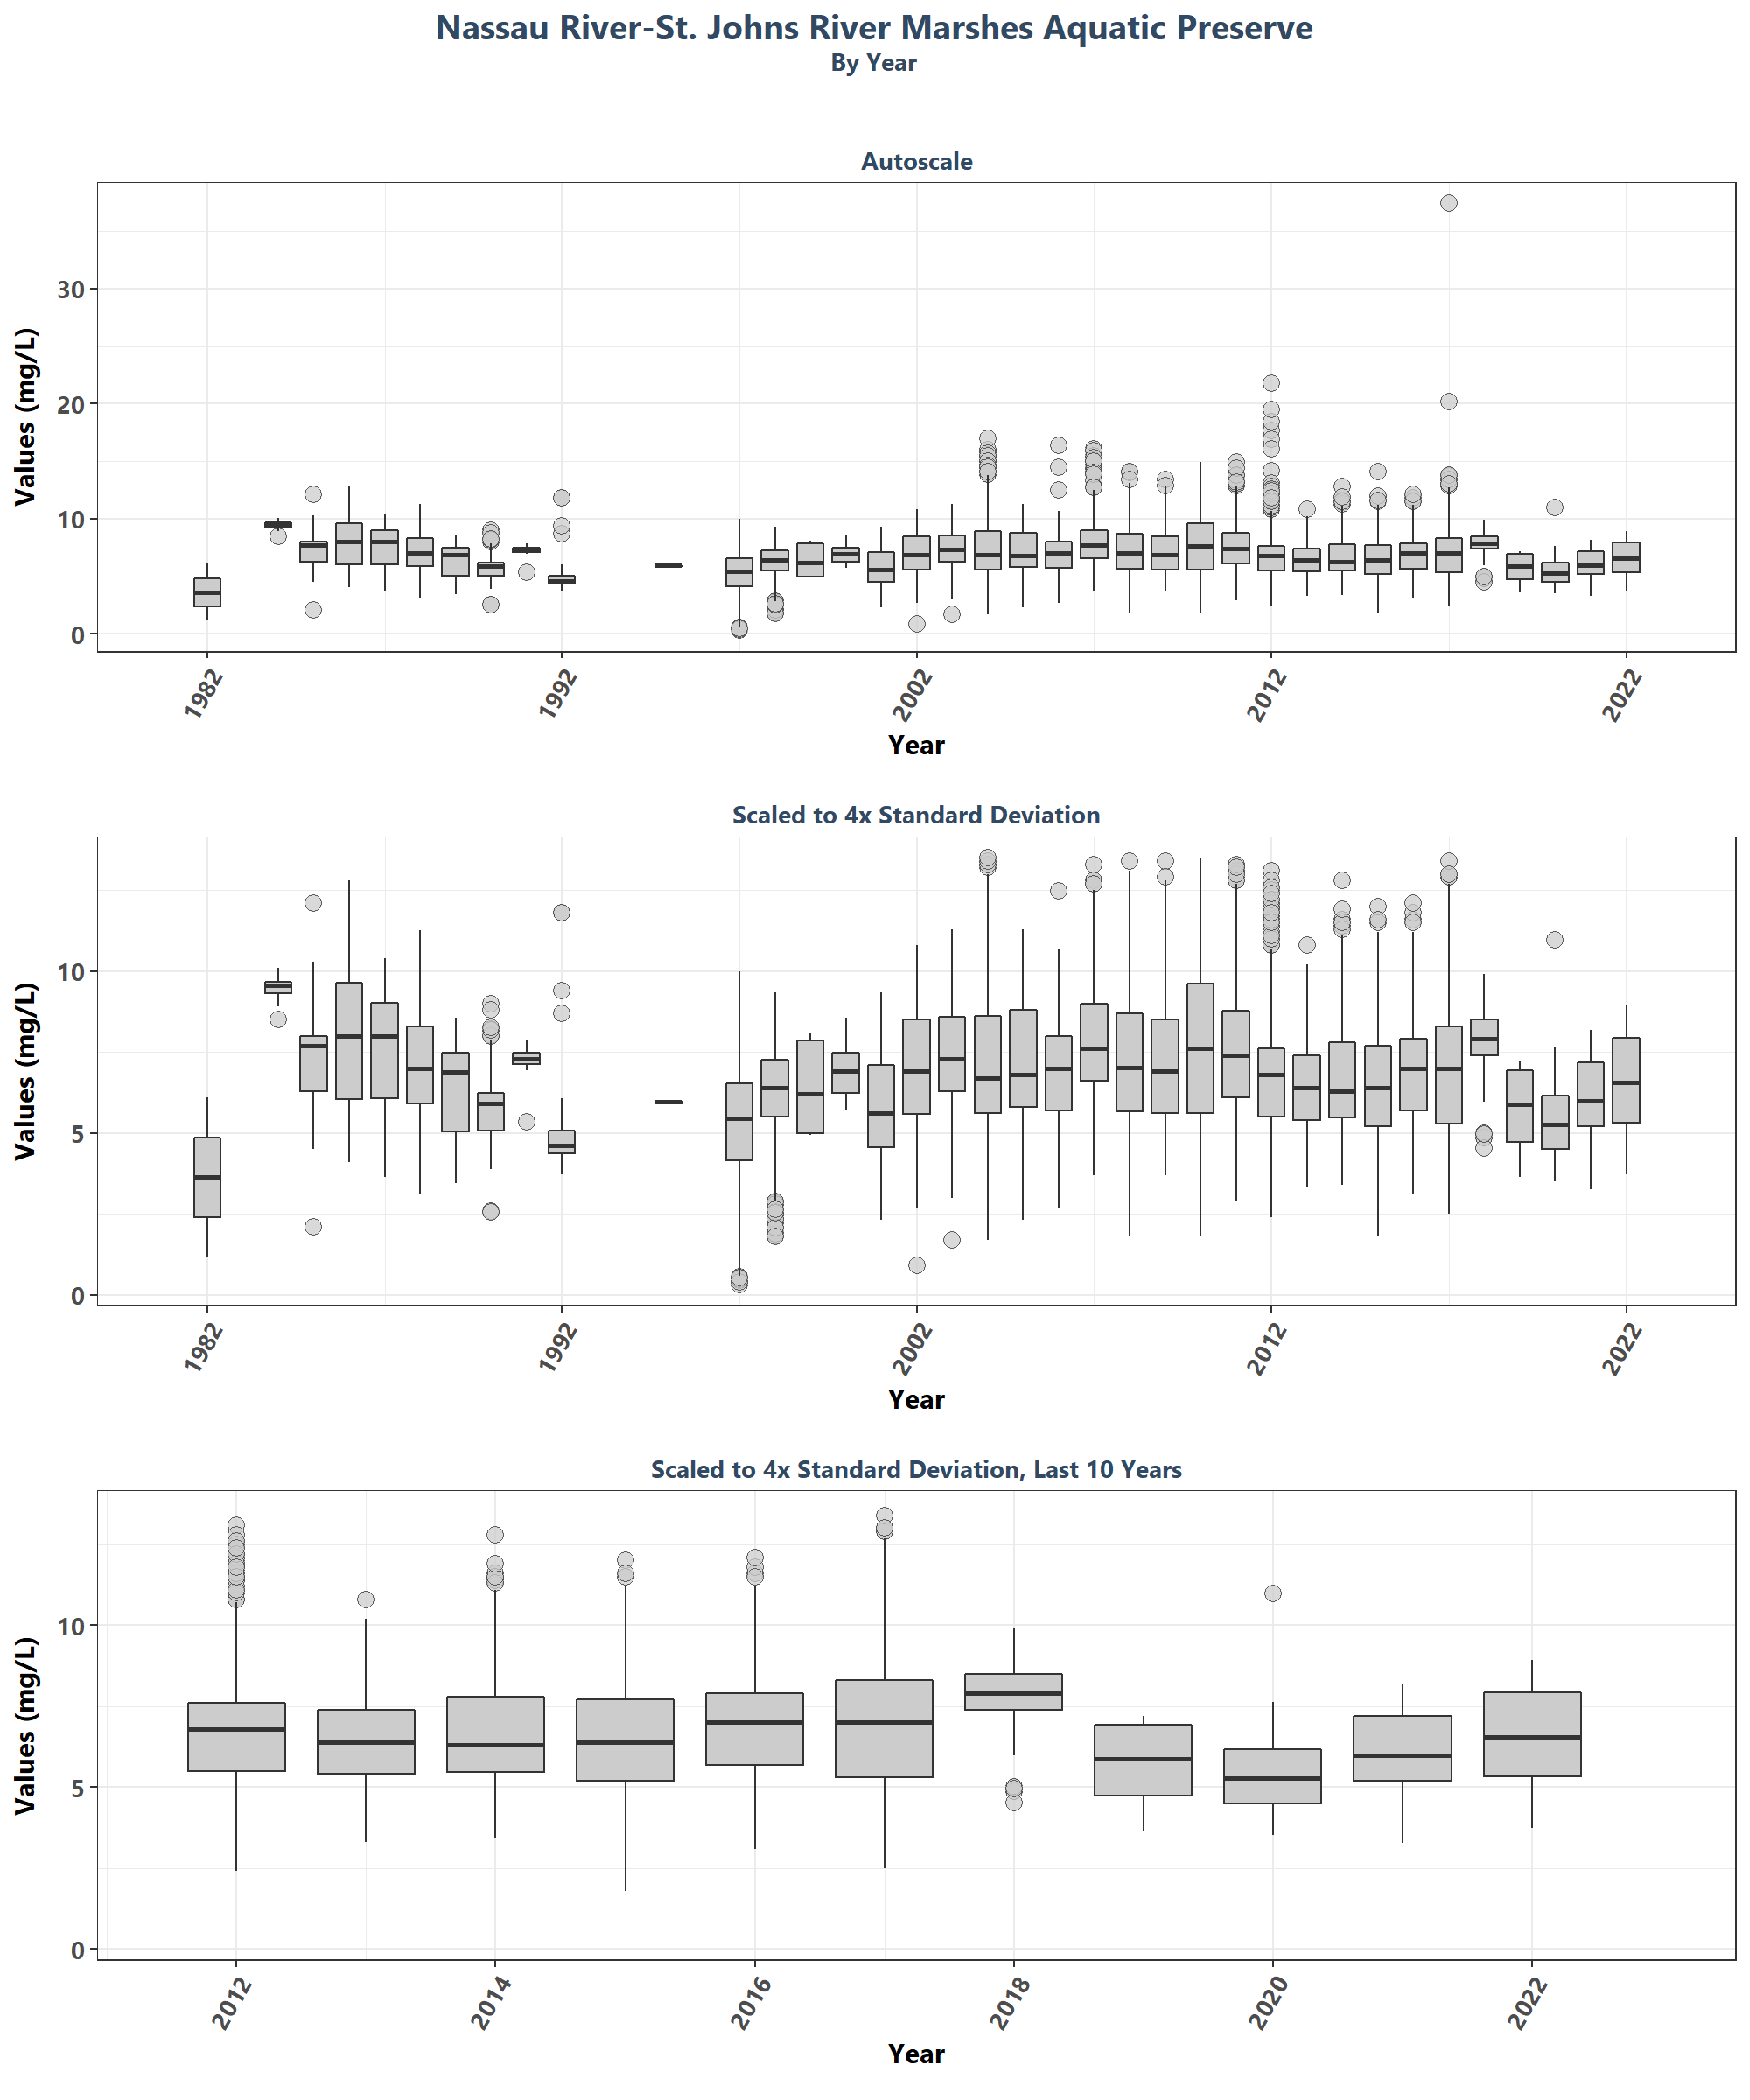 Nassau River-St. Johns River Marshes Aquatic Preserve
By Year
Autoscale
Values (mg/L)
30
20
10
0
1982
1992
2002
2012
2022
Year
Scaled to 4x Standard Deviation
Values (mg/L)
10
5
0
1982
1992
2002
2012
2022
Year
Scaled to 4x Standard Deviation, Last 10 Years
Values (mg/L)
10
5
0
2012
2014
2016
2018
2020
2022
Year